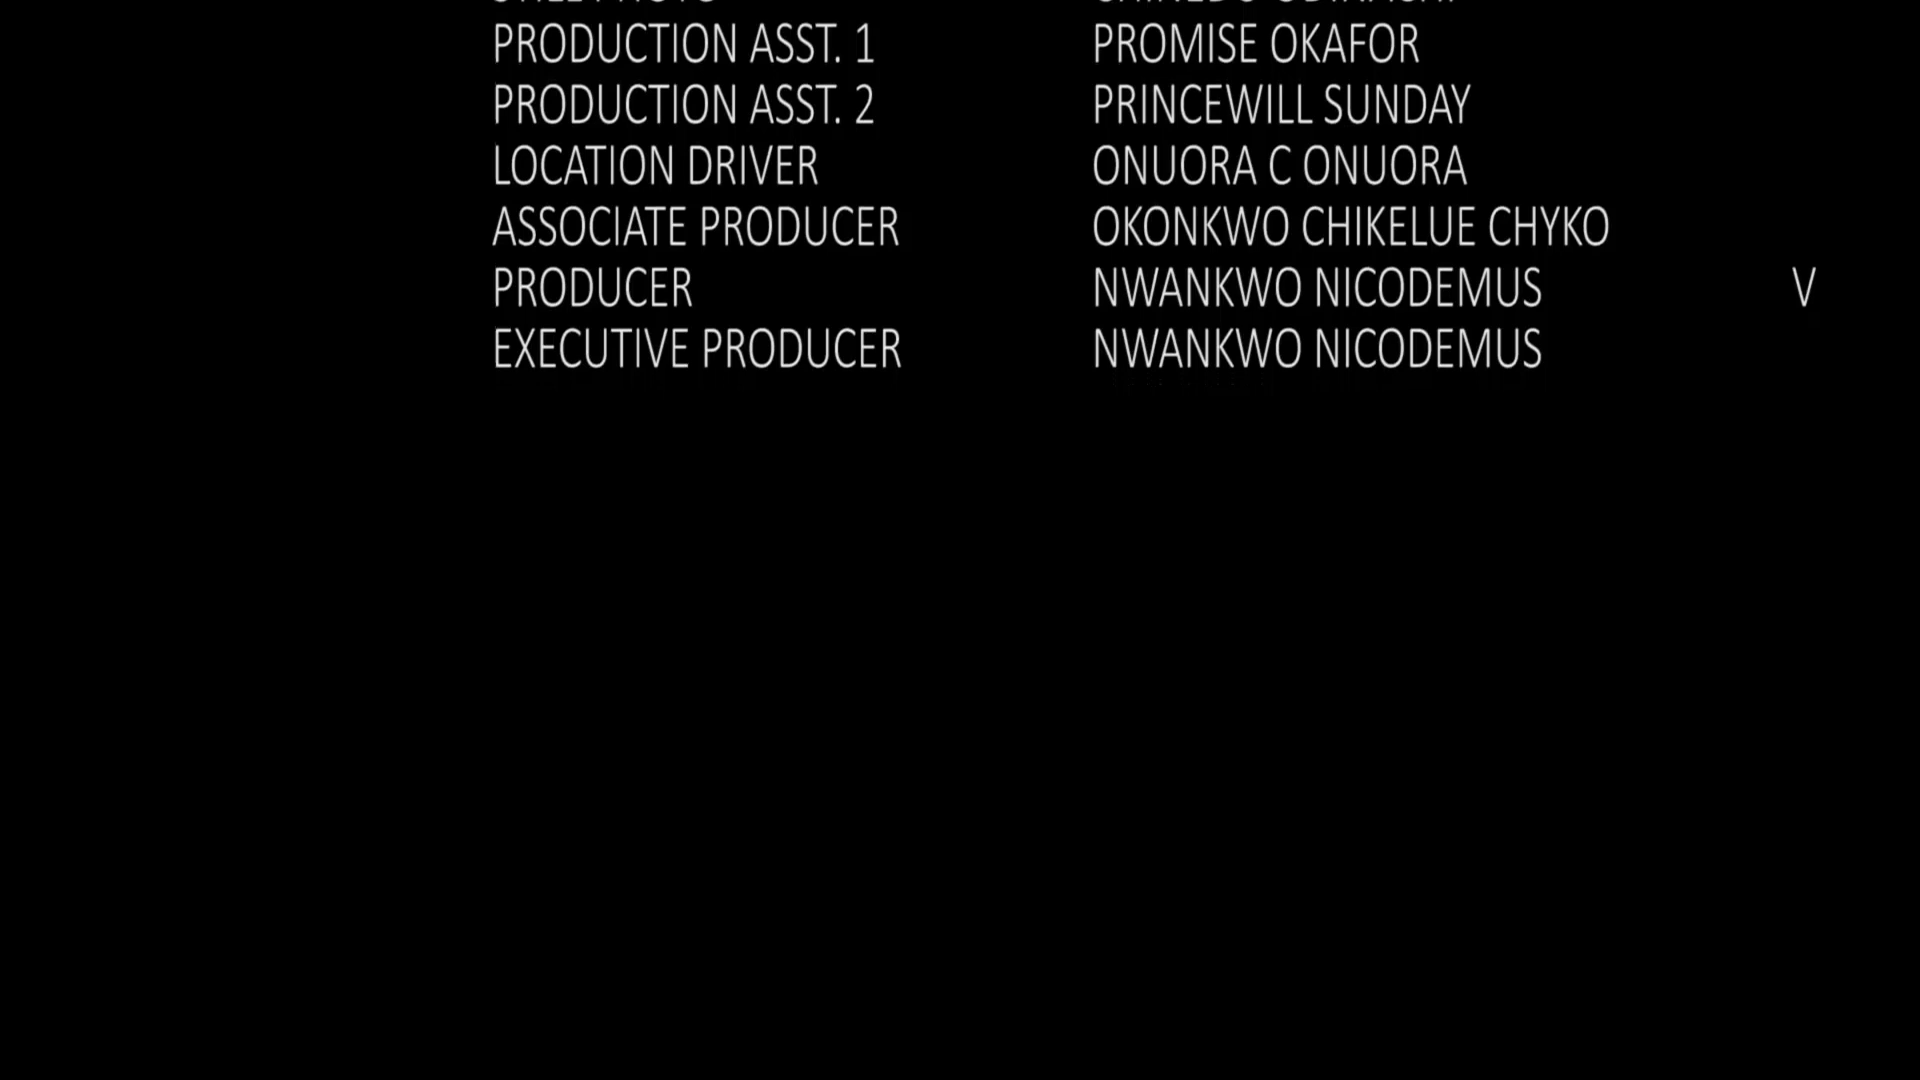 PRODUCTION ASST. 1 PROMISE OKAFOR
PRODUCTION ASST. 2 PRINCEWILL SUNDAY
LOCATION DRIVER ONUORA C ONUORA
ASSOCIATE PRODUCER OKONKWO CHIKELUE CHYKO
PRODUCER NWANKWO NICODEMUS V
EXECUTIVE PRODUCER NWANKWO NICODEMUS